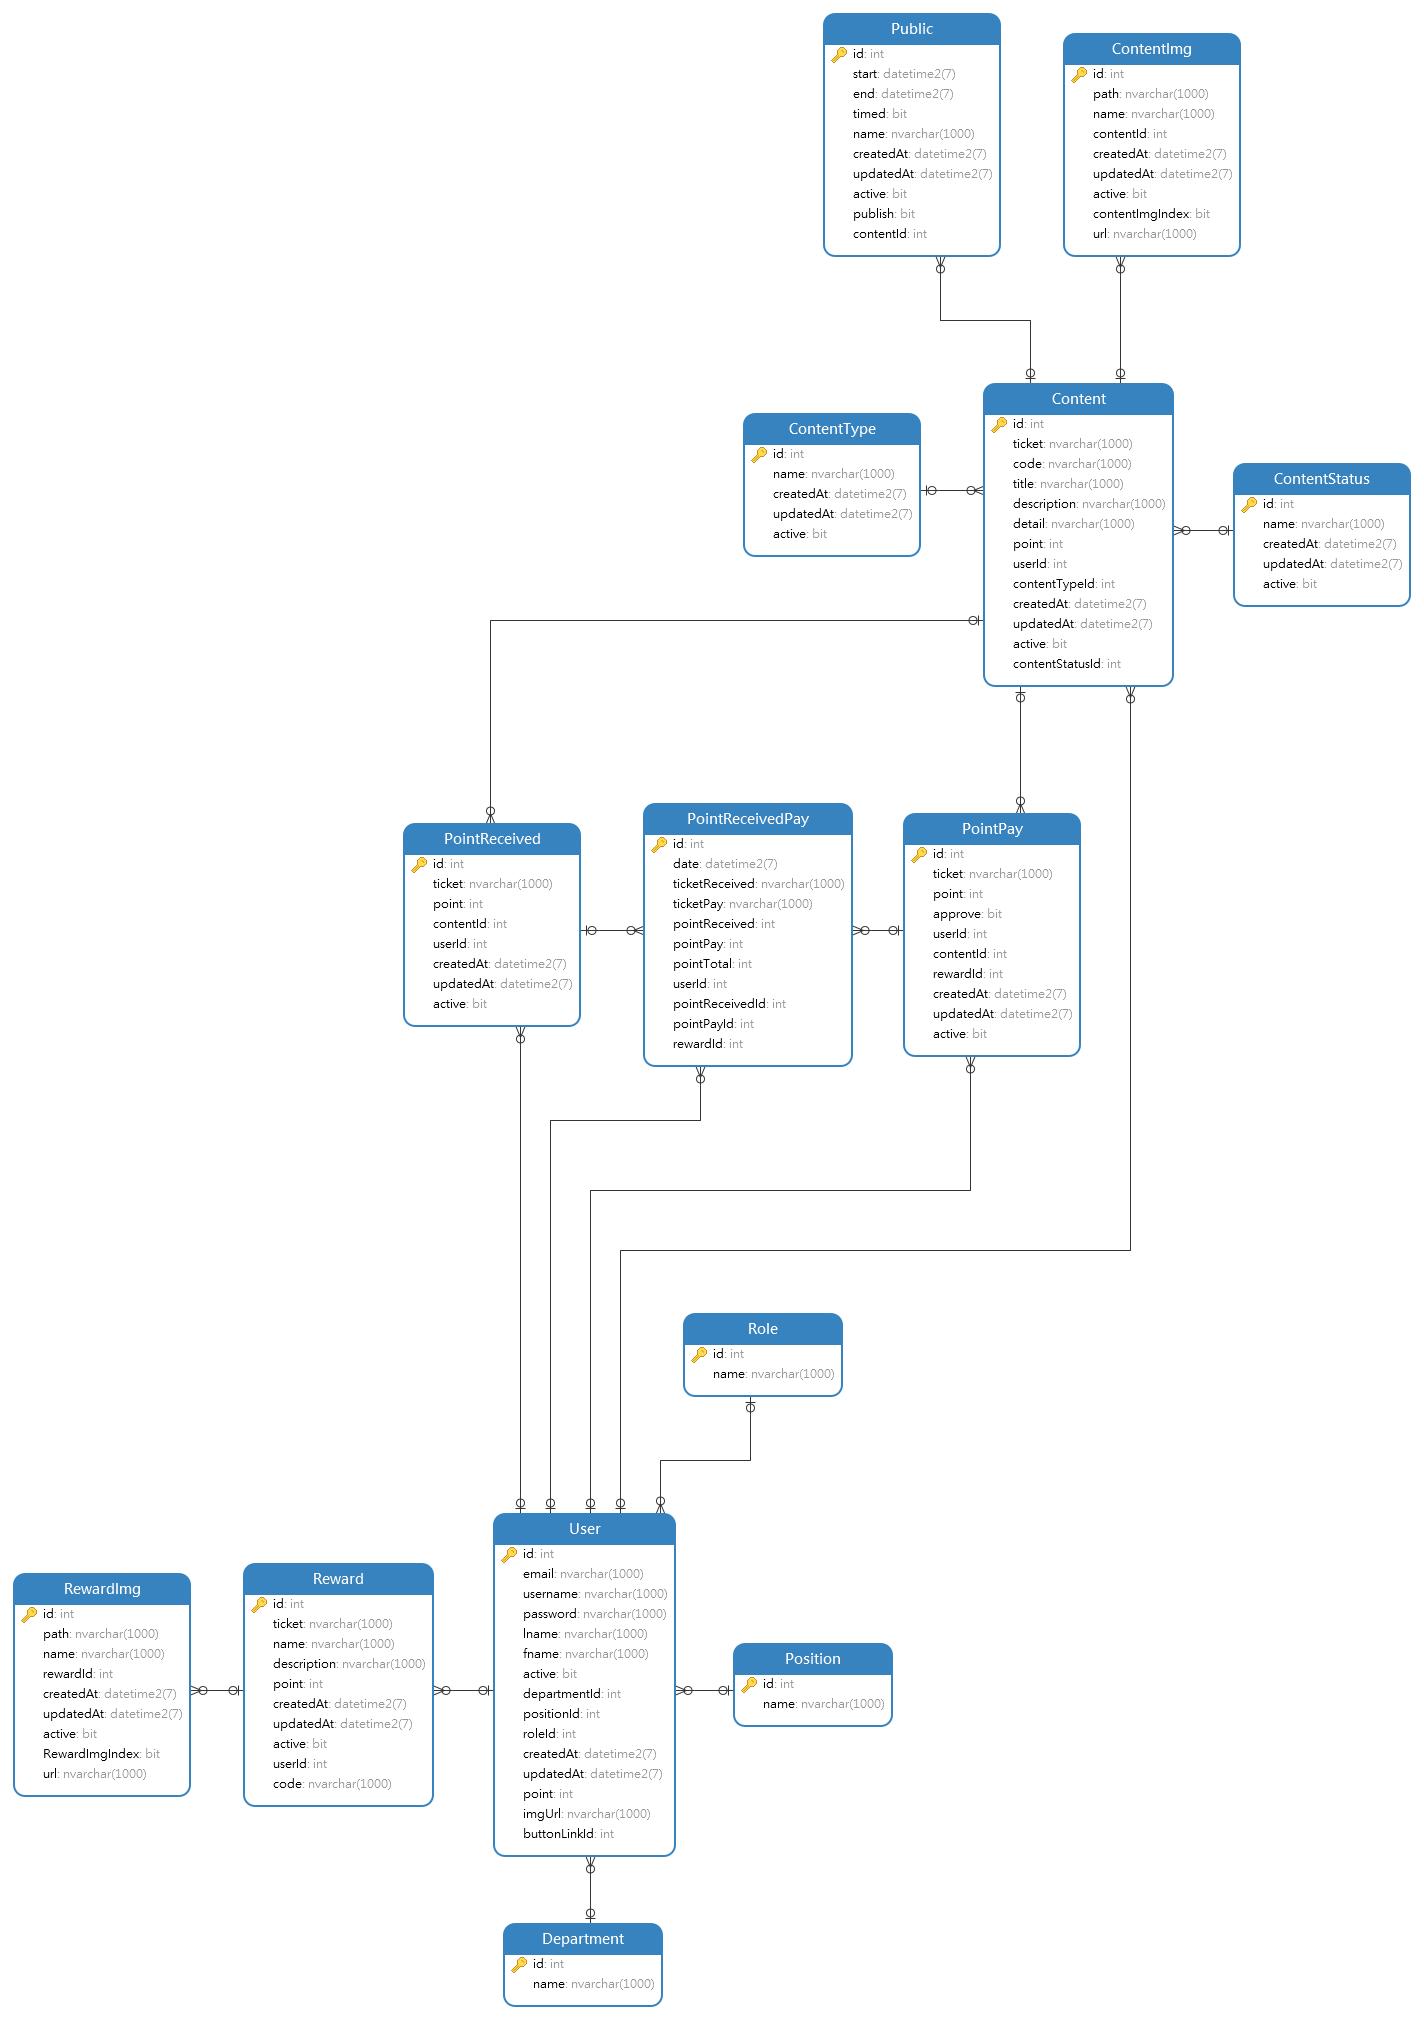 Public
id: int
start: datetime2(7)
end: datetime2(7)
timed: bit
name: nvarchar(1000)
createdAt: datetime2(7)
updatedAt: datetime2(7)
active: bit
publish: bit
contentId: int
ContentImg
id: int
path: nvarchar(1000)
name: nvarchar(1000)
contentId: int
createdAt: datetime2(7)
updatedAt: datetime2(7)
active: bit
contentImgIndex: bit
url: nvarchar(1000)
ContentType
id: int
name: nvarchar(1000)
createdAt: datetime2(7)
updatedAt: datetime2(7)
active: bit
Content
id: int
ticket: nvarchar(1000)
code: nvarchar(1000)
title: nvarchar(1000)
description: nvarchar(1000)
detail: nvarchar(1000)
point: int
userId: int
contentTypeId: int
createdAt: datetime2(7)
updatedAt: datetime2(7)
active: bit
contentStatusId: int
ContentStatus
id: int
name: nvarchar(1000)
createdAt: datetime2(7)
updatedAt: datetime2(7)
active: bit
PointReceived
id: int
ticket: nvarchar(1000)
point: int
contentId: int
userId: int
createdAt: datetime2(7)
updatedAt: datetime2(7)
active: bit
PointReceivedPay
id: int
date: datetime2(7)
ticketReceived: nvarchar(1000)
ticketPay: nvarchar(1000)
pointReceived: int
pointPay: int
pointTotal: int
userId: int
pointReceivedId: int
pointPayId: int
rewardId: int
PointPay
id: int
ticket: nvarchar(1000)
point: int
approve: bit
userId: int
contentId: int
rewardId: int
createdAt: datetime2(7)
updatedAt: datetime2(7)
active: bit
Role
id: int
name: nvarchar(1000)
RewardImg
id: int
path: nvarchar(1000)
name: nvarchar(1000)
rewardId: int
createdAt: datetime2(7)
updatedAt: datetime2(7)
active: bit
RewardImgIndex: bit
url: nvarchar(1000)
Reward
id: int
ticket: nvarchar(1000)
name: nvarchar(1000)
description: nvarchar(1000)
point: int
createdAt: datetime2(7)
updatedAt: datetime2(7)
active: bit
userId: int
code: nvarchar(1000)
User
id: int
email: nvarchar(1000)
username: nvarchar(1000)
password: nvarchar(1000)
lname: nvarchar(1000)
fname: nvarchar(1000)
active: bit
departmentId: int
positionId: int
roleId: int
createdAt: datetime2(7)
updatedAt: datetime2(7)
point: int
imgUrl: nvarchar(1000)
buttonLinkId: int
Position
id: int
name: nvarchar(1000)
Department
id: int
name: nvarchar(1000)